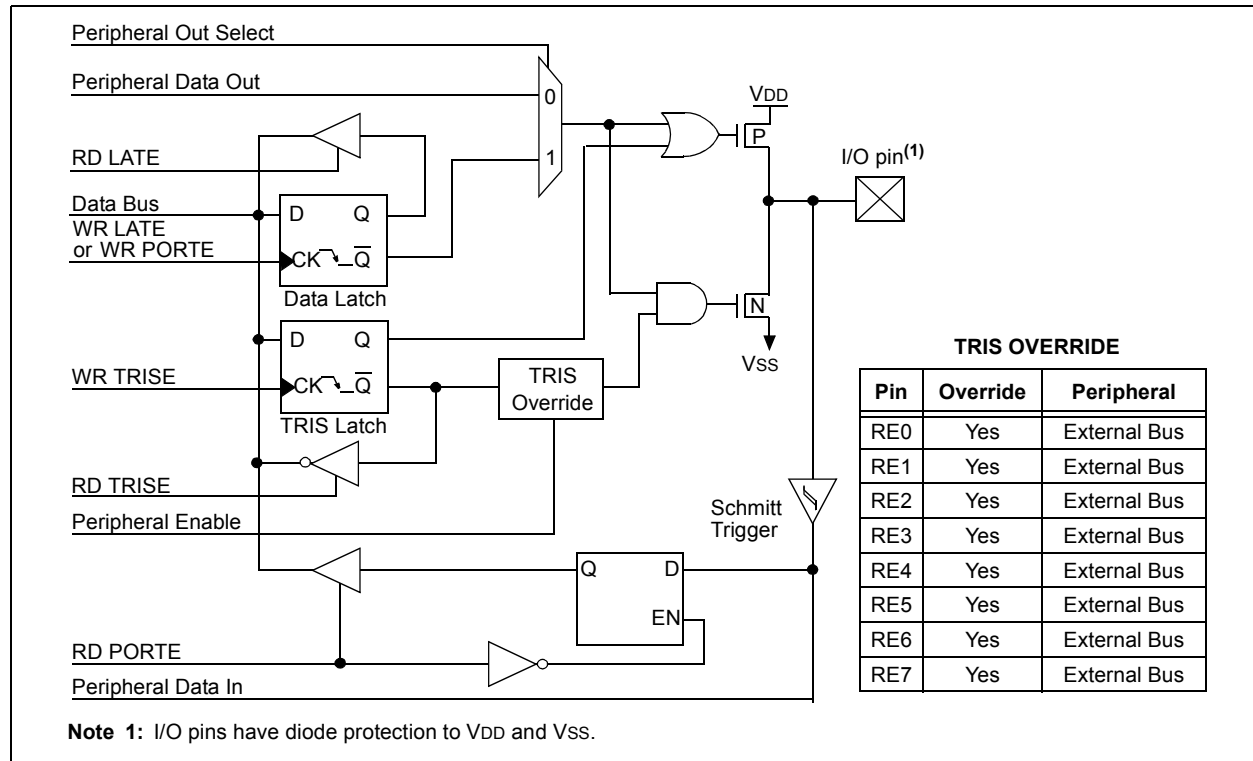 Peripheral Out Select
Peripheral Data Out
0
1
VDD
P
I/O pin(1)
RD LATE
Data Bus
WR LATE
or WR PORTE
D Q
CK Q
Data Latch
N
VSS
D Q
CK Q
TRIS Latch
WR TRISE
TRIS
Override
RD TRISE
Peripheral Enable
Schmitt
Trigger
Q D
EN
RD PORTE
Peripheral Data In
TRIS OVERRIDE
Pin Override Peripheral
RE0 Yes External Bus
RE1 Yes External Bus
RE2 Yes External Bus
RE3 Yes External Bus
RE4 Yes External Bus
RE5 Yes External Bus
RE6 Yes External Bus
RE7 Yes External Bus
Note 1: I/O pins have diode protection to VDD and VSS.